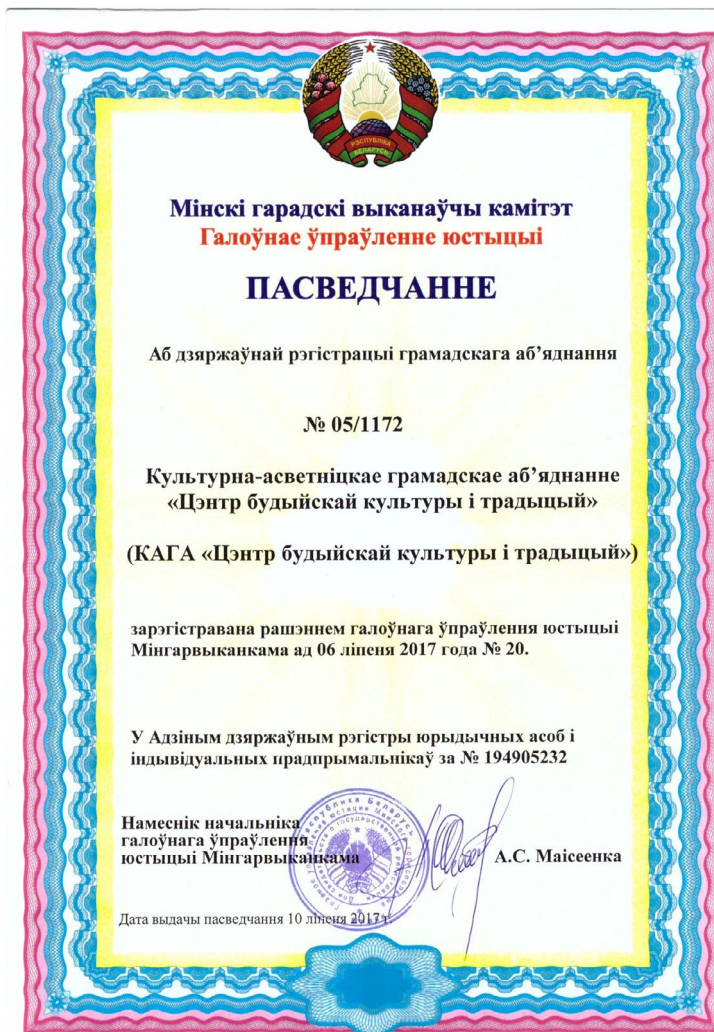 РЭСПУБЛІКА
БЕЛАРУСЬ
Мінскі гарадскі выканаўчы камітэт
Галоўнае ўпраўленне юстыцыі
ПАСВЕДЧАННЕ
Аб дзяржаўнай рэгістрацыі грамадскага аб’яднання
№ 05/1172
Культурна-асветніцкае грамадскае аб’яднанне
«Цэнтр будыйскай культуры і традыцый»
(КАГА «Цэнтр будыйскай культуры і традыцый»)
зарэгістравана рашэннем галоўнага ўпраўлення юстыцыі
Мінгарвыканкама ад 06 ліпеня 2017 года № 20.
У Адзіным дзяржаўным рэгістры юрыдычных асоб і
індывідуальных прадпрымальнікаў за № 194905232
Намеснік начальніка
галоўнага ўпраўлення
юстыцыі Мінгарвыканкама
А.С. Маісеенка
Республика Беларусь
Дата выдачы пасведчання 10 ліпеня 2017 г.